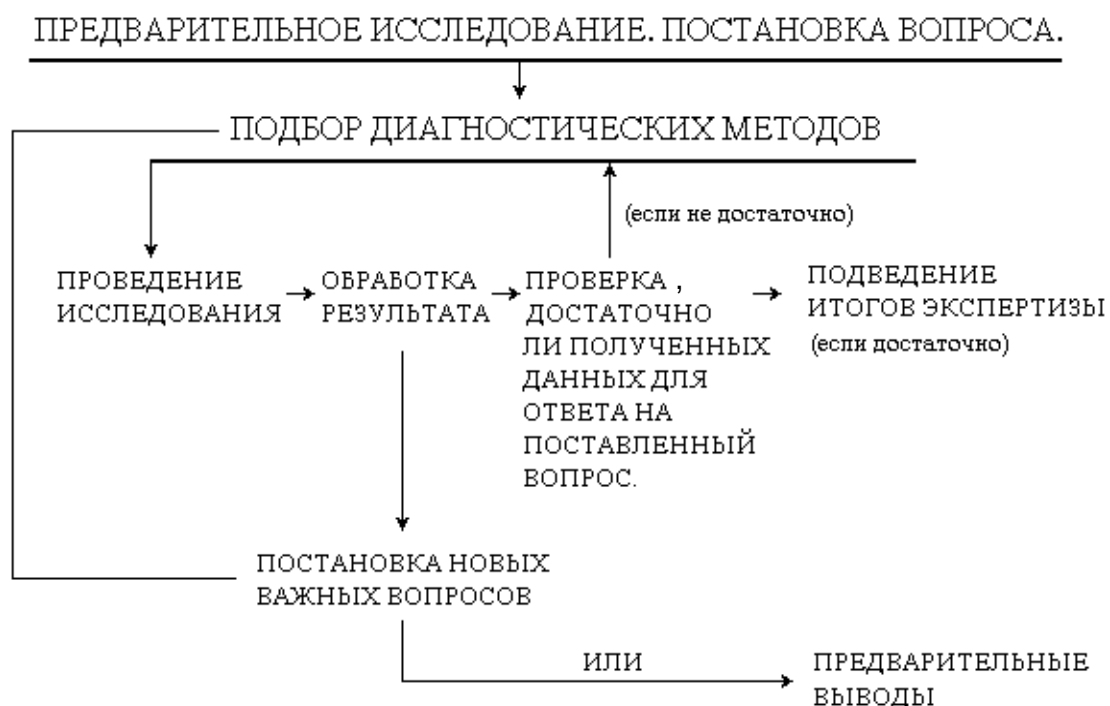 ПРЕДВАРИТЕЛЬНОЕ ИССЛЕДОВАНИЕ. ПОСТАНОВКА ВОПРОСА.
ПОДБОР ДИАГНОСТИЧЕСКИХ МЕТОДОВ
(если не достаточно)
ПРОВЕДЕНИЕ
ИССЛЕДОВАНИЯ
ОБРАБОТКА
РЕЗУЛЬТАТА
ПРОВЕРКА ,
ДОСТАТОЧНО
ЛИ ПОЛУЧЕННЫХ
ДАННЫХ ДЛЯ
ОТВЕТА НА
ПОСТАВЛЕННЫЙ
ВОПРОС.
ПОДВЕДЕНИЕ
ИТОГОВ ЭКСПЕРТИЗЫ
(если достаточно)
ПОСТАНОВКА НОВЫХ
ВАЖНЫХ ВОПРОСОВ
ИЛИ
ПРЕДВАРИТЕЛЬНЫЕ
ВЫВОДЫ